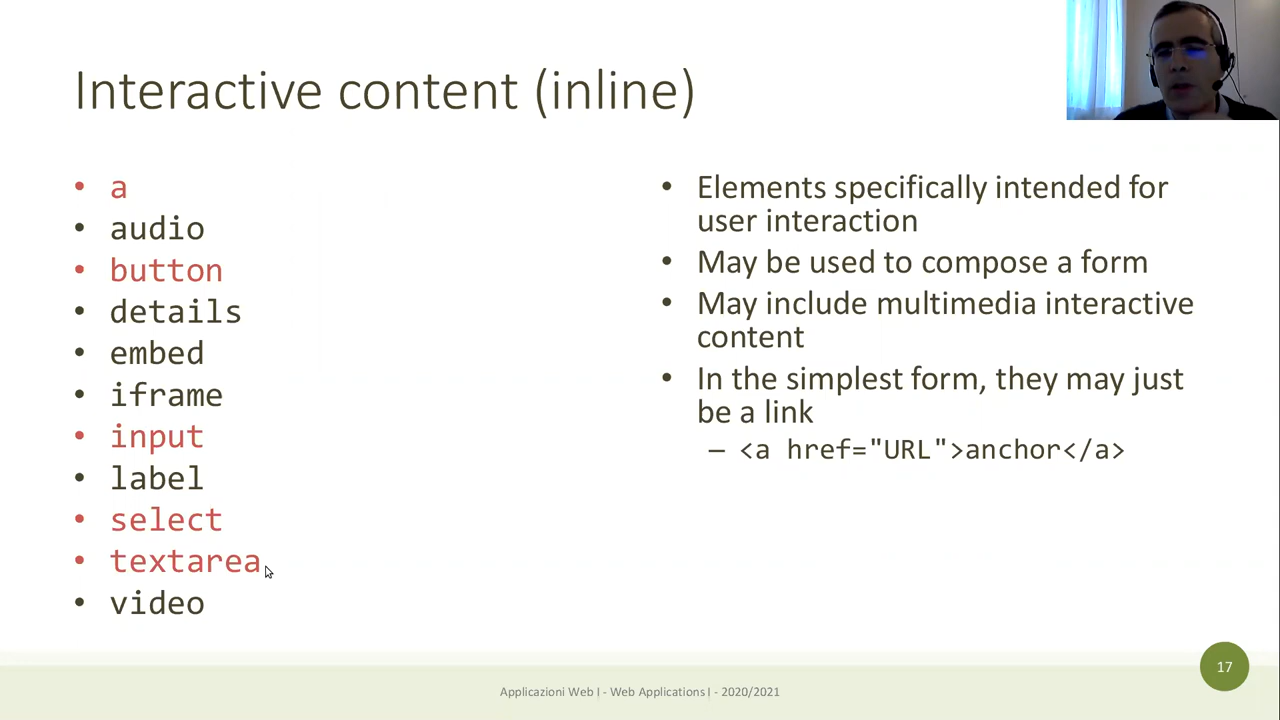 Interactive content (inline)
• a
• audio
• button
• details
• embed
• iframe
• input
• label
• select
• textarea
• video
• Elements specifically intended for
user interaction
• May be used to compose a form
• May include multimedia interactive
content
• In the simplest form, they may just
be a link
– <a href="URL">anchor</a>
Applicazioni Web I - Web Applications I - 2020/2021
17